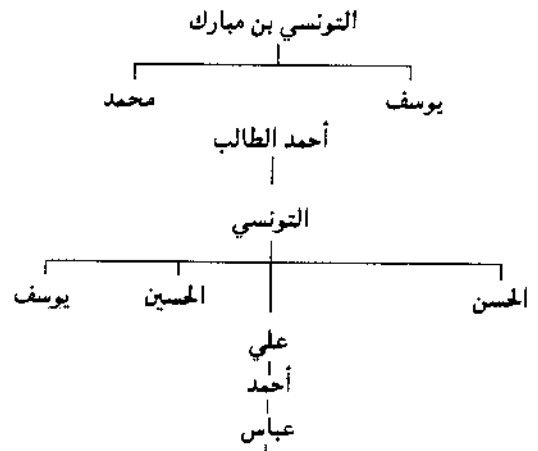 التونسي بن مبارك
يوسف محمد
أحمد الطالب
التونسي
الحسن الحسين يوسف
علي
أحمد
عباس